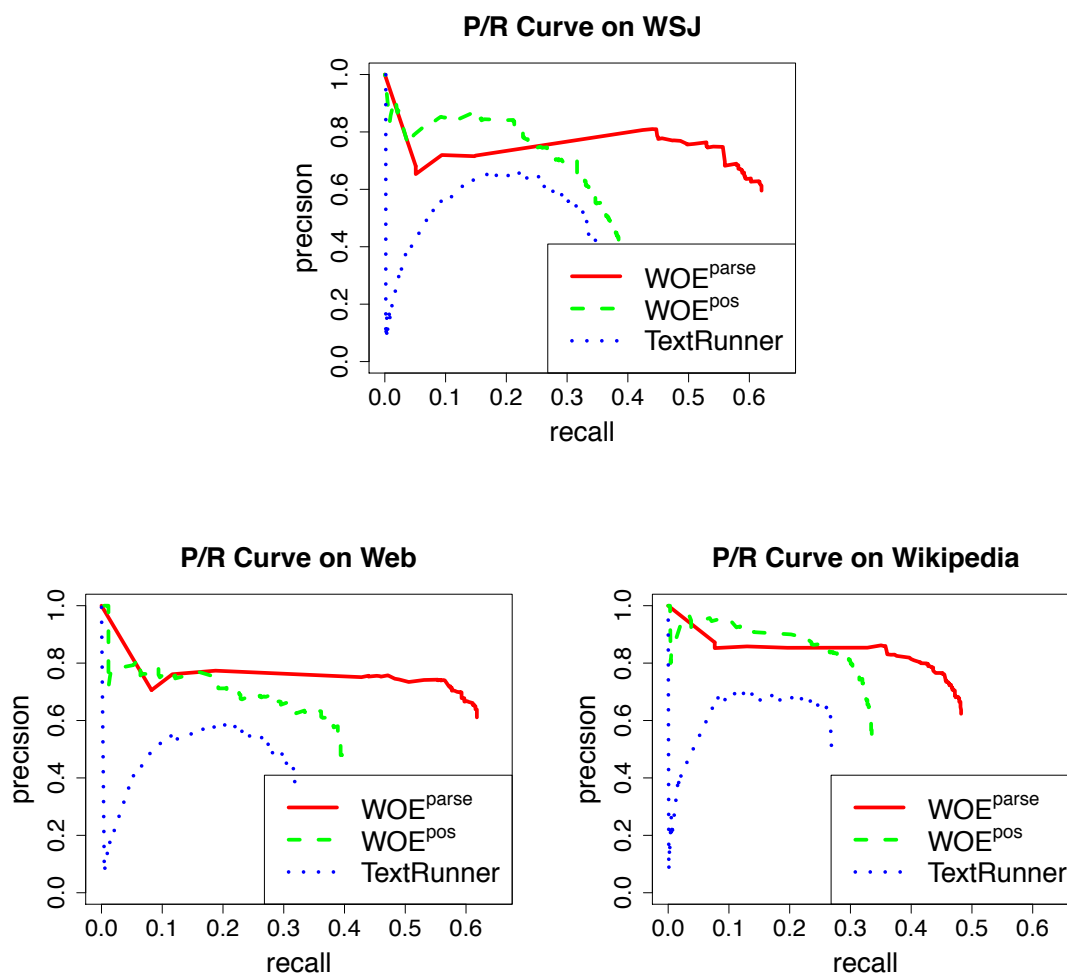 P/R Curve on WSJ
precision
1.0
0.8
0.6
0.4
0.2
0.0
WOE^parse
WOE^pos
TextRunner
0.0 0.1 0.2 0.3 0.4 0.5 0.6
recall
P/R Curve on Web
precision
1.0
0.8
0.6
0.4
0.2
0.0
WOE^parse
WOE^pos
TextRunner
0.0 0.1 0.2 0.3 0.4 0.5 0.6
recall
P/R Curve on Wikipedia
precision
1.0
0.8
0.6
0.4
0.2
0.0
WOE^parse
WOE^pos
TextRunner
0.0 0.1 0.2 0.3 0.4 0.5 0.6
recall